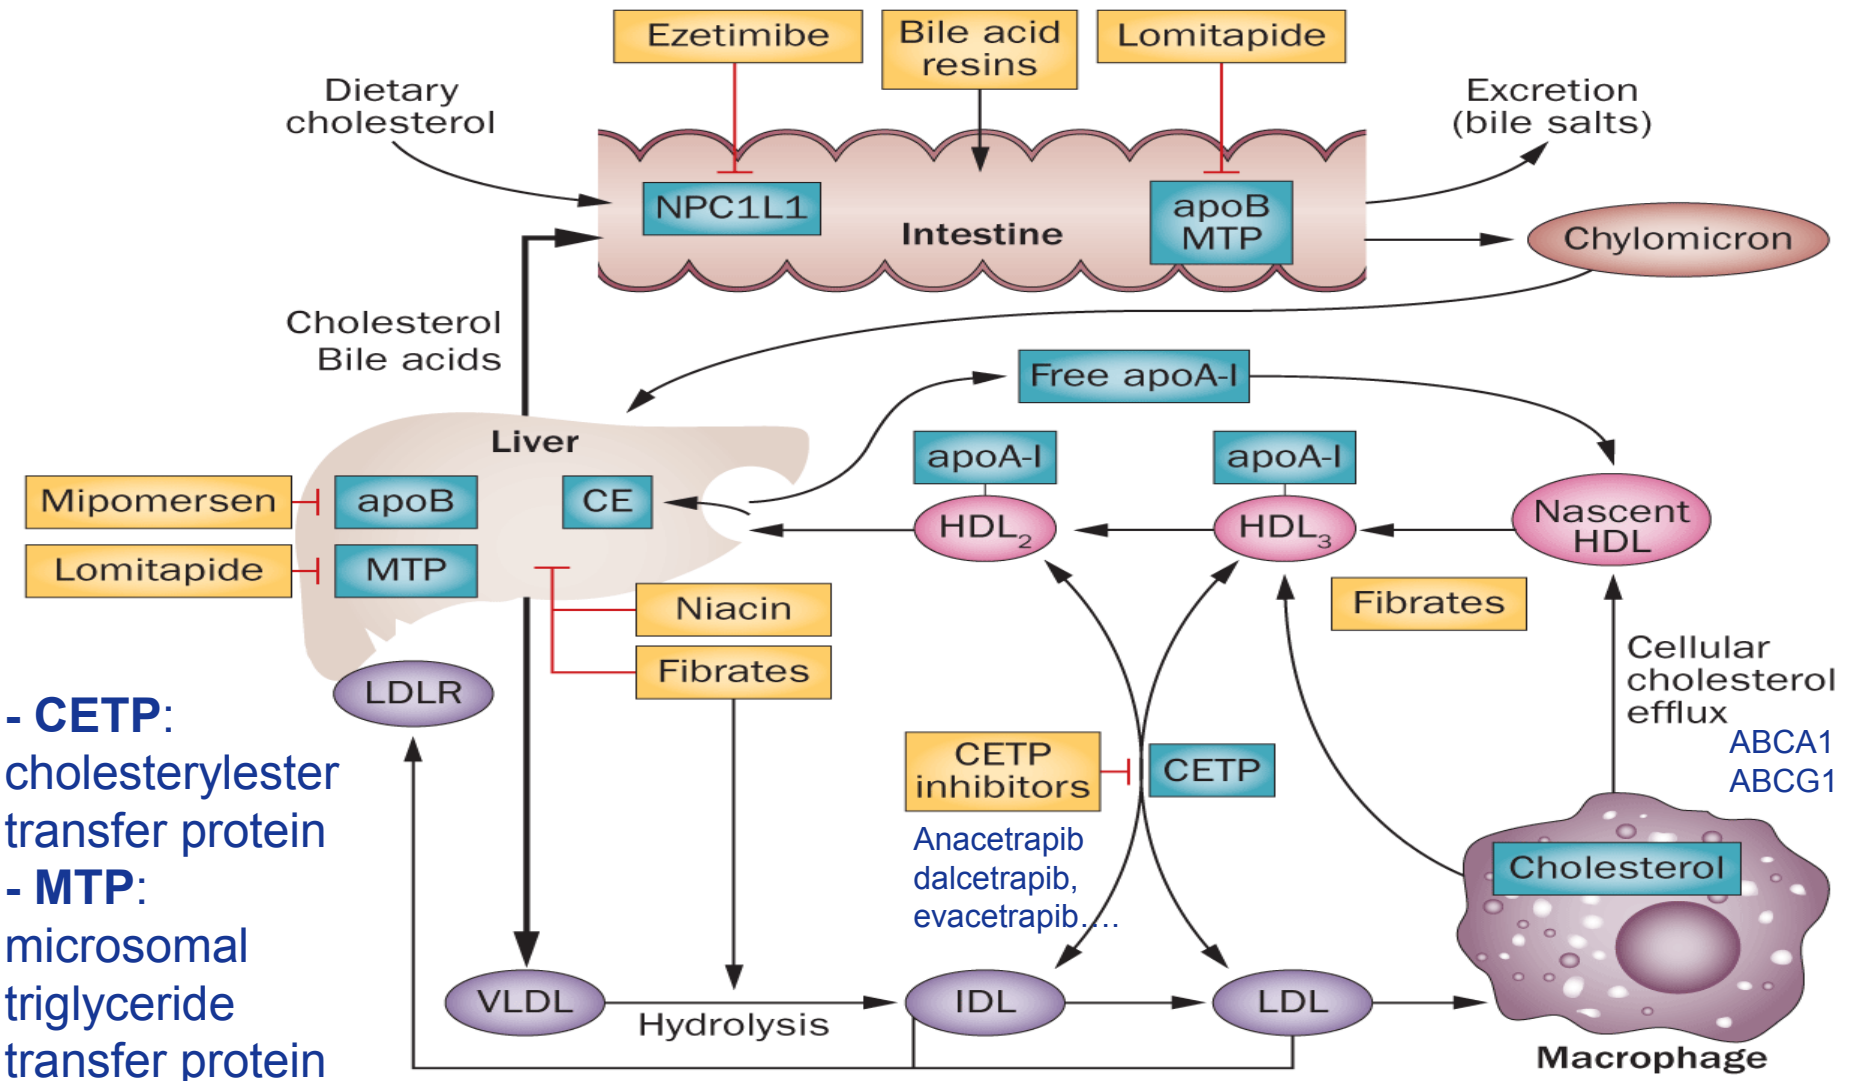 Ezetimibe
Bile acid
resins
Lomitapide
Dietary
cholesterol
Excretion
(bile salts)
NPC1L1
Intestine
apoB
MTP
Chylomicron
Cholesterol
Bile acids
Free apoA-I
Liver
apoA-I
apoA-I
Mipomersen
apoB
CE
HDL2
HDL3
Nascent
HDL
Lomitapide
MTP
Niacin
Fibrates
Fibrates
Cellular
cholesterol
efflux
ABCA1
ABCG1
LDLR
- CETP:
cholesterylester
transfer protein
- MTP:
microsomal
triglyceride
transfer protein
CETP
inhibitors
CETP
Anacetrapib
dalcetrapib,
evacetrapib....
Cholesterol
VLDL
Hydrolysis
IDL
LDL
Macrophage